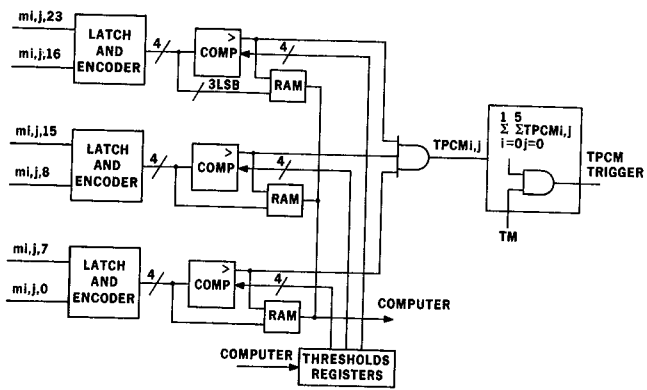 mi,j,23
mi,j,16
LATCH
AND
ENCODER
4
>
COMP
4
3LSB
RAM
mi,j,15
mi,j,8
LATCH
AND
ENCODER
4
>
COMP
4
RAM
TPCMi,j
1 5
Σ ΣTPCMi,j
i=0j=0
TPCM
TRIGGER
TM
mi,j,7
mi,j,0
LATCH
AND
ENCODER
4
>
COMP
4
RAM
COMPUTER
COMPUTER
THRESHOLDS
REGISTERS